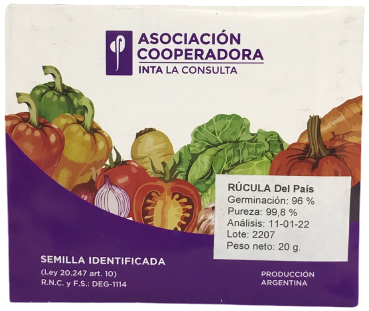 ASOCIACIÓN
COOPERADORA
INTA LA CONSULTA
RÚCULA Del País
Germinación: 96 %
Pureza: 99,8 %
Análisis: 11-01-22
Lote: 2207
Peso neto: 20 g.
SEMILLA IDENTIFICADA
(Ley 20.247 art. 10)
R.N.C. y F.S.: DEG-1114
PRODUCCIÓN
ARGENTINA